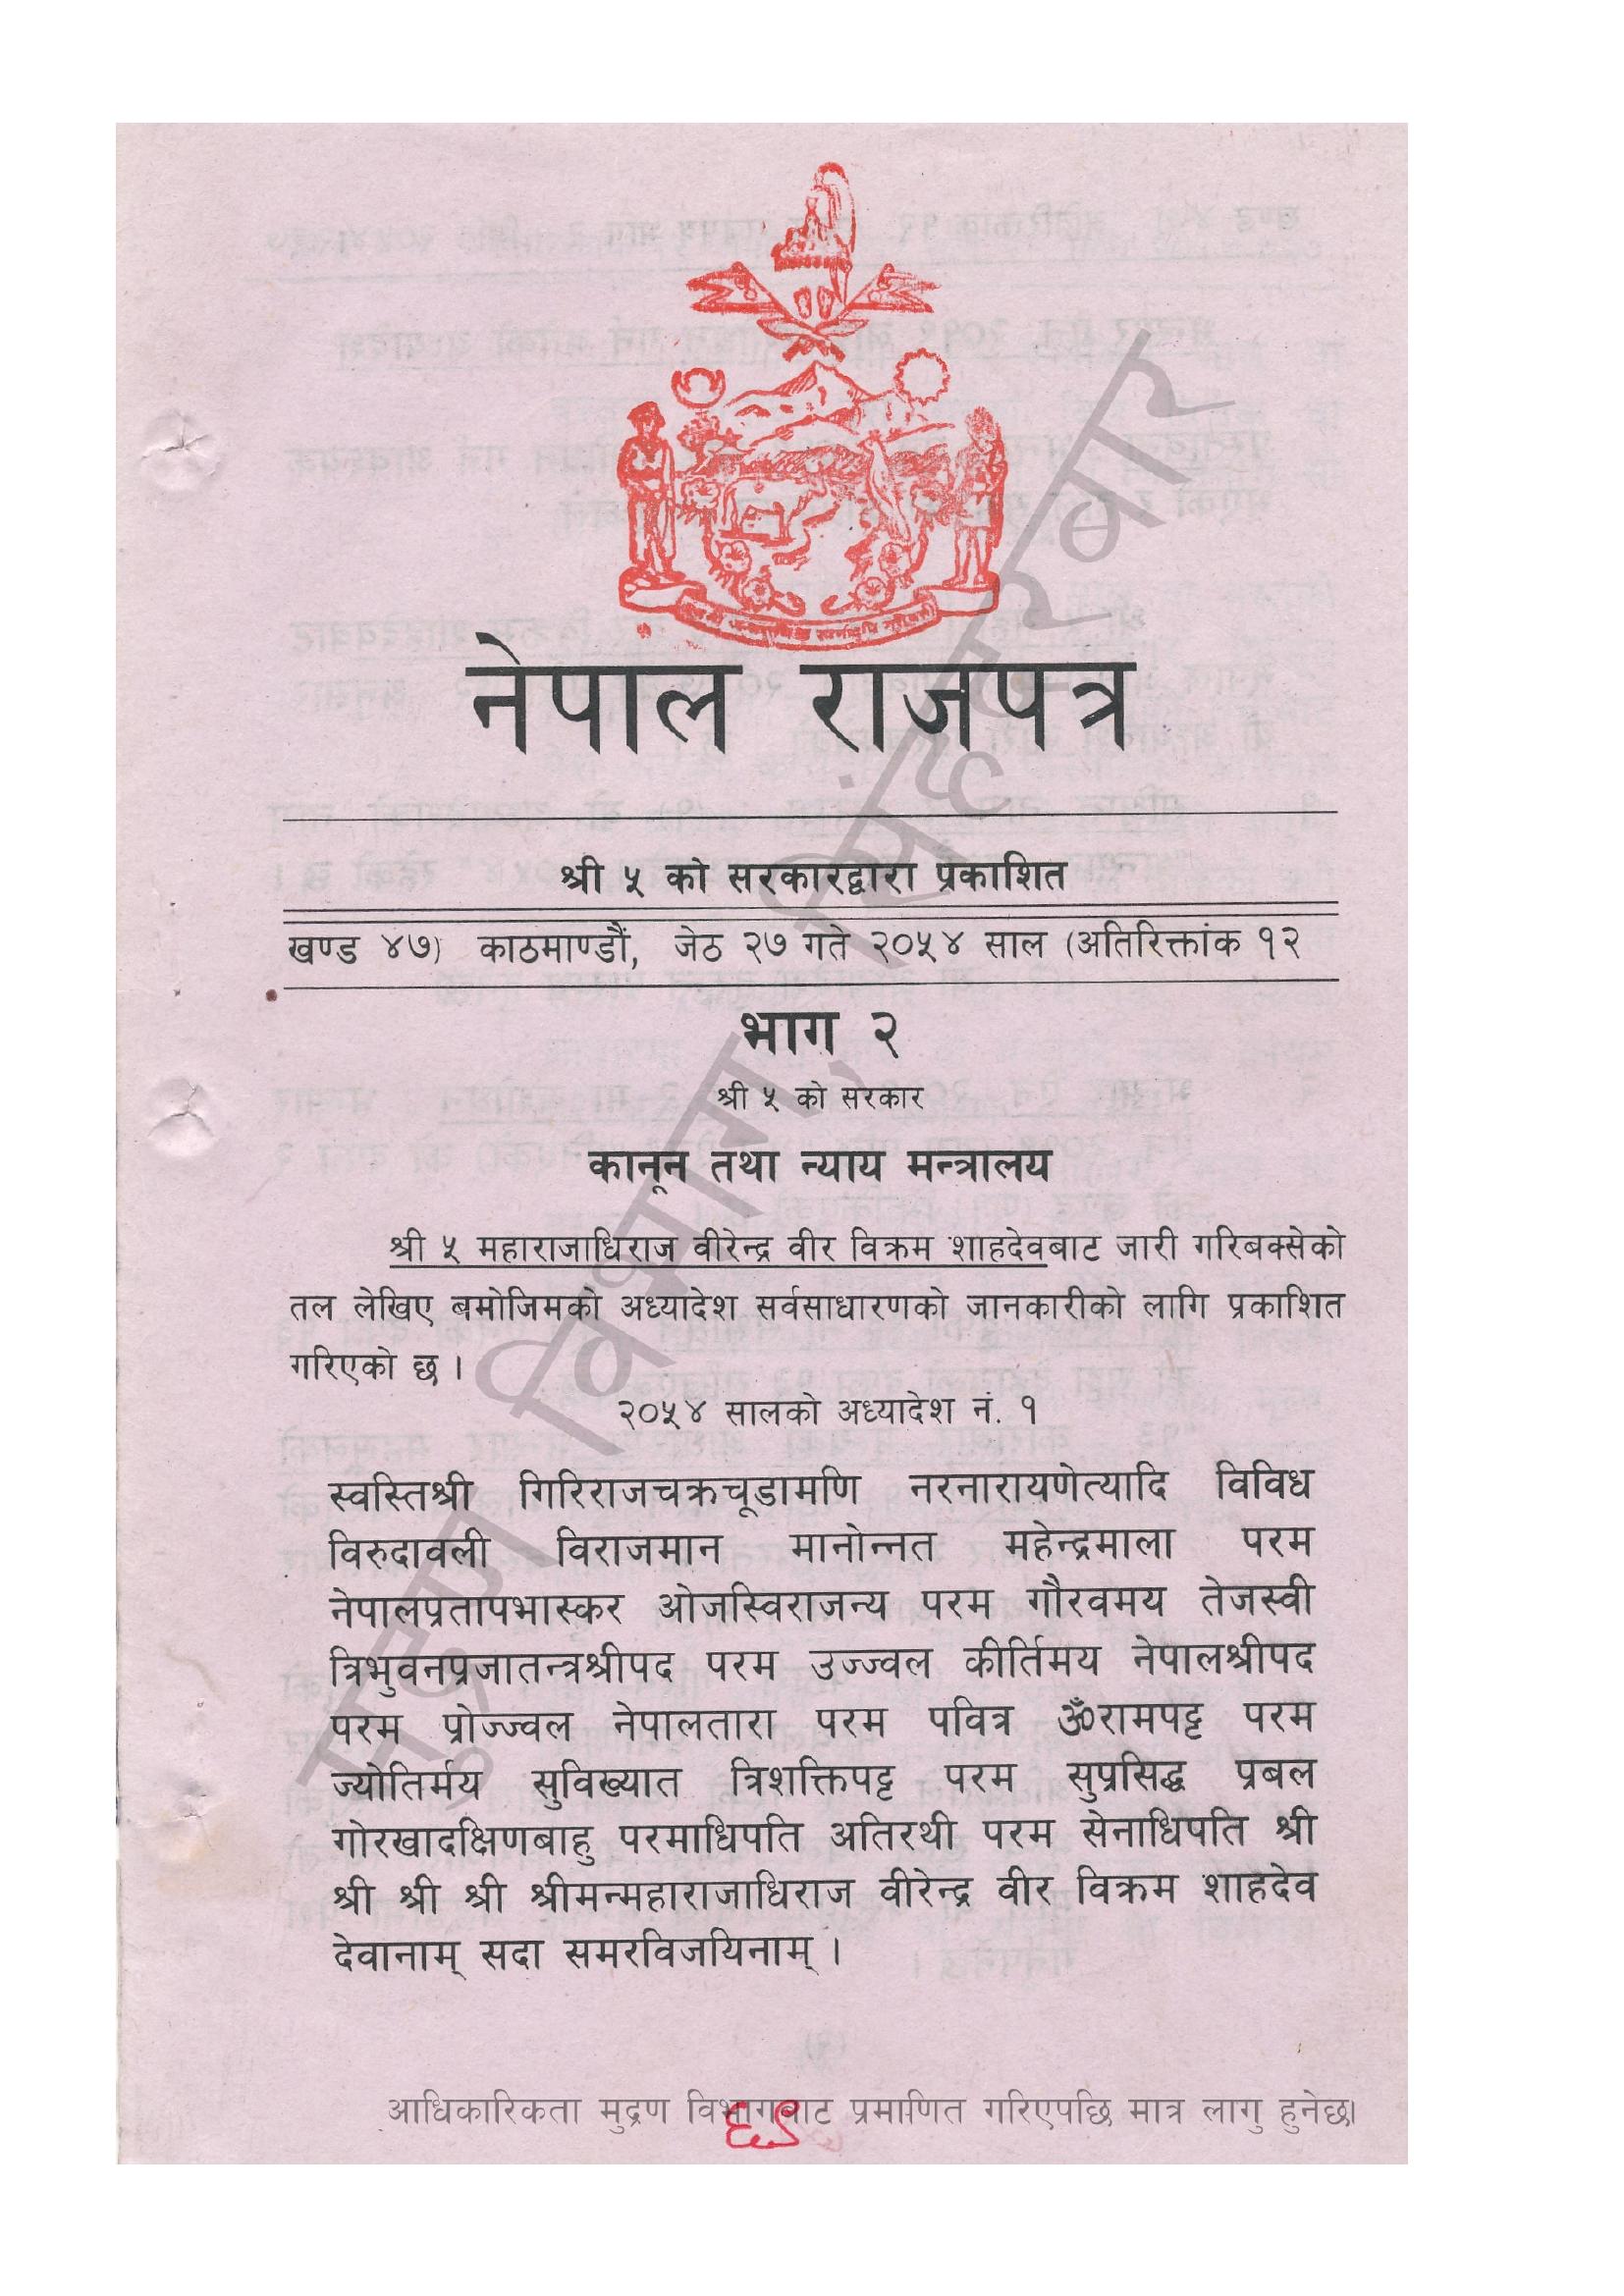 नेपाल राजपत्र
श्री ५ को सरकारद्वारा प्रकाशित
खण्ड ४७) काठमाण्डौं, जेठ २७ गते २०५४ साल (अतिरिक्तांक १२
भाग २
श्री ५ को सरकार
कानून तथा न्याय मन्त्रालय
श्री ५ महाराजाधिराज वीरेन्द्र वीर विक्रम शाहदेवबाट जारी गरिबक्सेको
तल लेखिए बमोजिमको अध्यादेश सर्वसाधारणको जानकारीको लागि प्रकाशित
गरिएको छ ।
२०५४ सालको अध्यादेश नं. १
स्वस्तिश्री गिरिराजचक्रचूडामणि नरनारायणेत्यादि विविध
विरुदावली विराजमान मानोन्नत महेन्द्रमाला परम
नेपालप्रतापभास्कर ओजस्विराजन्य परम गौरवमय तेजस्वी
त्रिभुवनप्रजातन्त्रश्रीपद परम उज्ज्वल कीर्तिमय नेपालश्रीपद
परम प्रोज्ज्वल नेपालतारा परम पवित्र ॐरामपट्ट परम
ज्योतिर्मय सुविख्यात त्रिशक्तिपट्ट परम सुप्रसिद्ध प्रबल
गोरखादक्षिणबाहु परमाधिपति अतिरथी परम सेनाधिपति श्री
श्री श्री श्री श्रीमन्महाराजाधिराज वीरेन्द्र वीर विक्रम शाहदेव
देवानाम् सदा समरविजयिनाम् ।
मुद्रण विभाग, सिंहदरबार
आधिकारिकता मुद्रण विभागबाट प्रमाणित गरिएपछि मात्र लागु हुनेछ।
६९